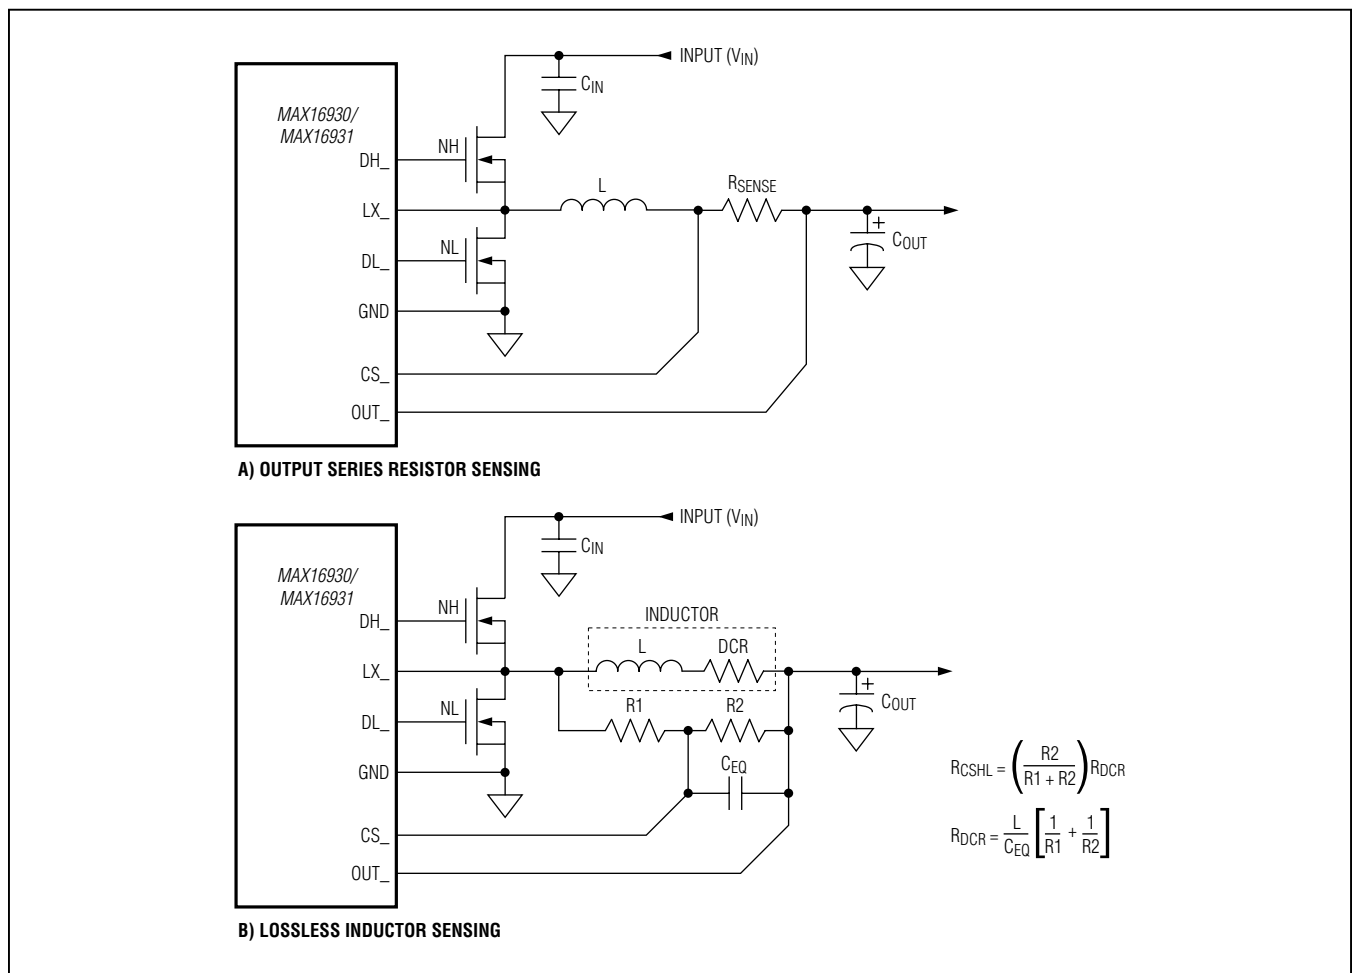 INPUT (VIN)
CIN
MAX16930/
MAX16931
NH
DH_
LX_
L
RSENSE
+
COUT
NL
DL_
GND
CS_
OUT_
A) OUTPUT SERIES RESISTOR SENSING
INPUT (VIN)
CIN
MAX16930/
MAX16931
NH
DH_
INDUCTOR
L
DCR
LX_
+
COUT
R1
R2
NL
DL_
CEQ
GND
CS_
OUT_
RCSHL = (R2 / (R1 + R2)) RDCR
RDCR = L / CEQ [1 / R1 + 1 / R2]
B) LOSSLESS INDUCTOR SENSING